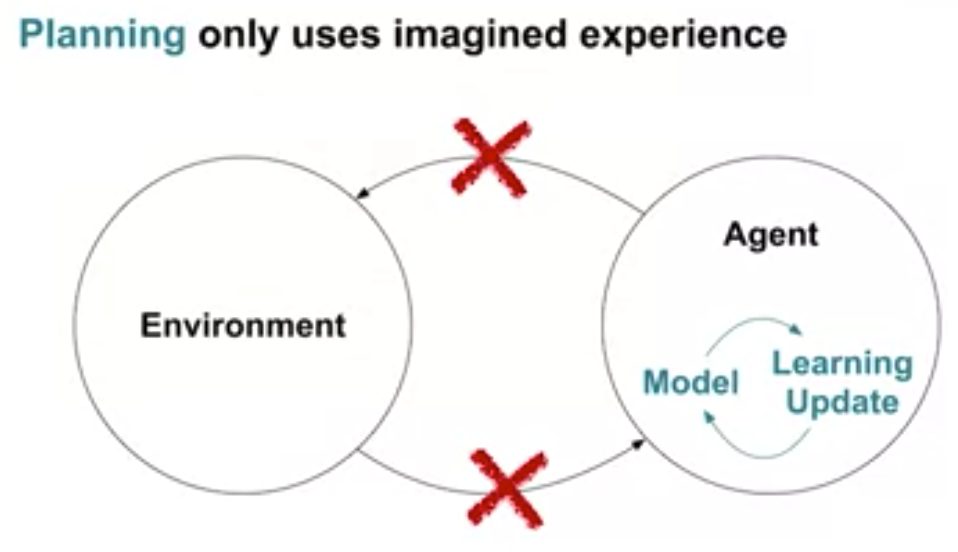 Planning only uses imagined experience
Environment
Agent
Model
Learning
Update